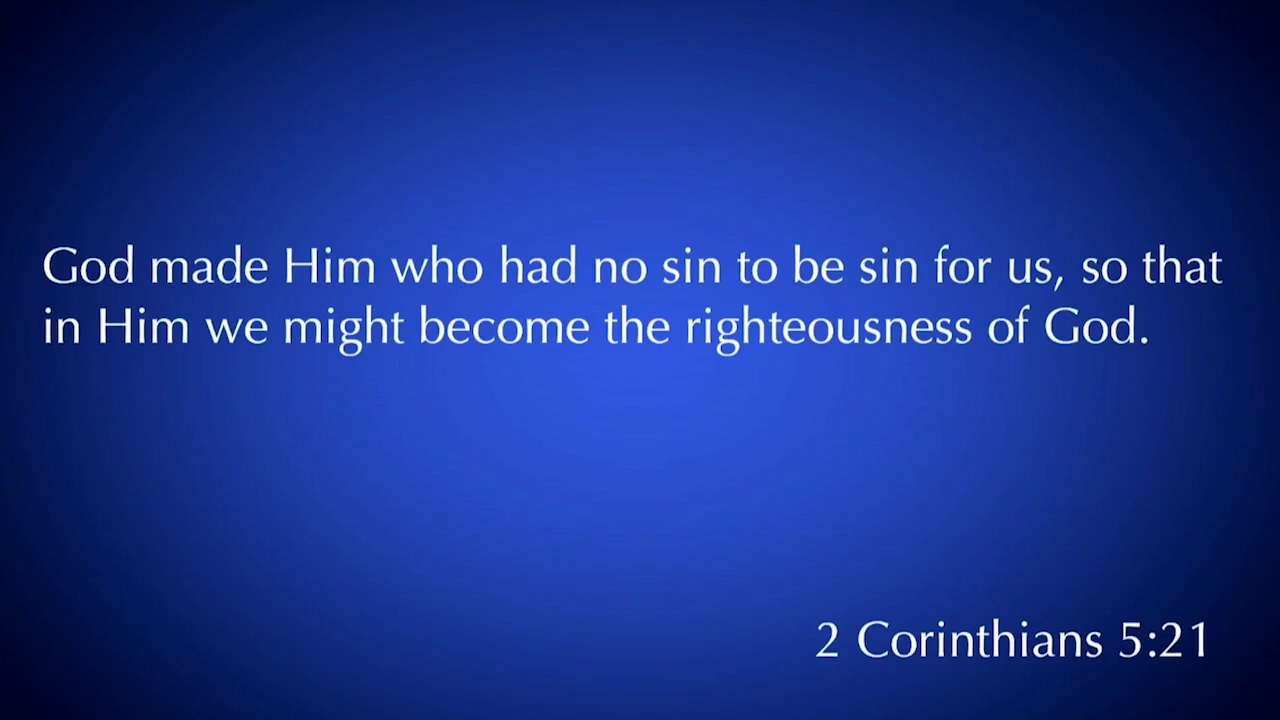 God made Him who had no sin to be sin for us, so that
in Him we might become the righteousness of God.
2 Corinthians 5:21